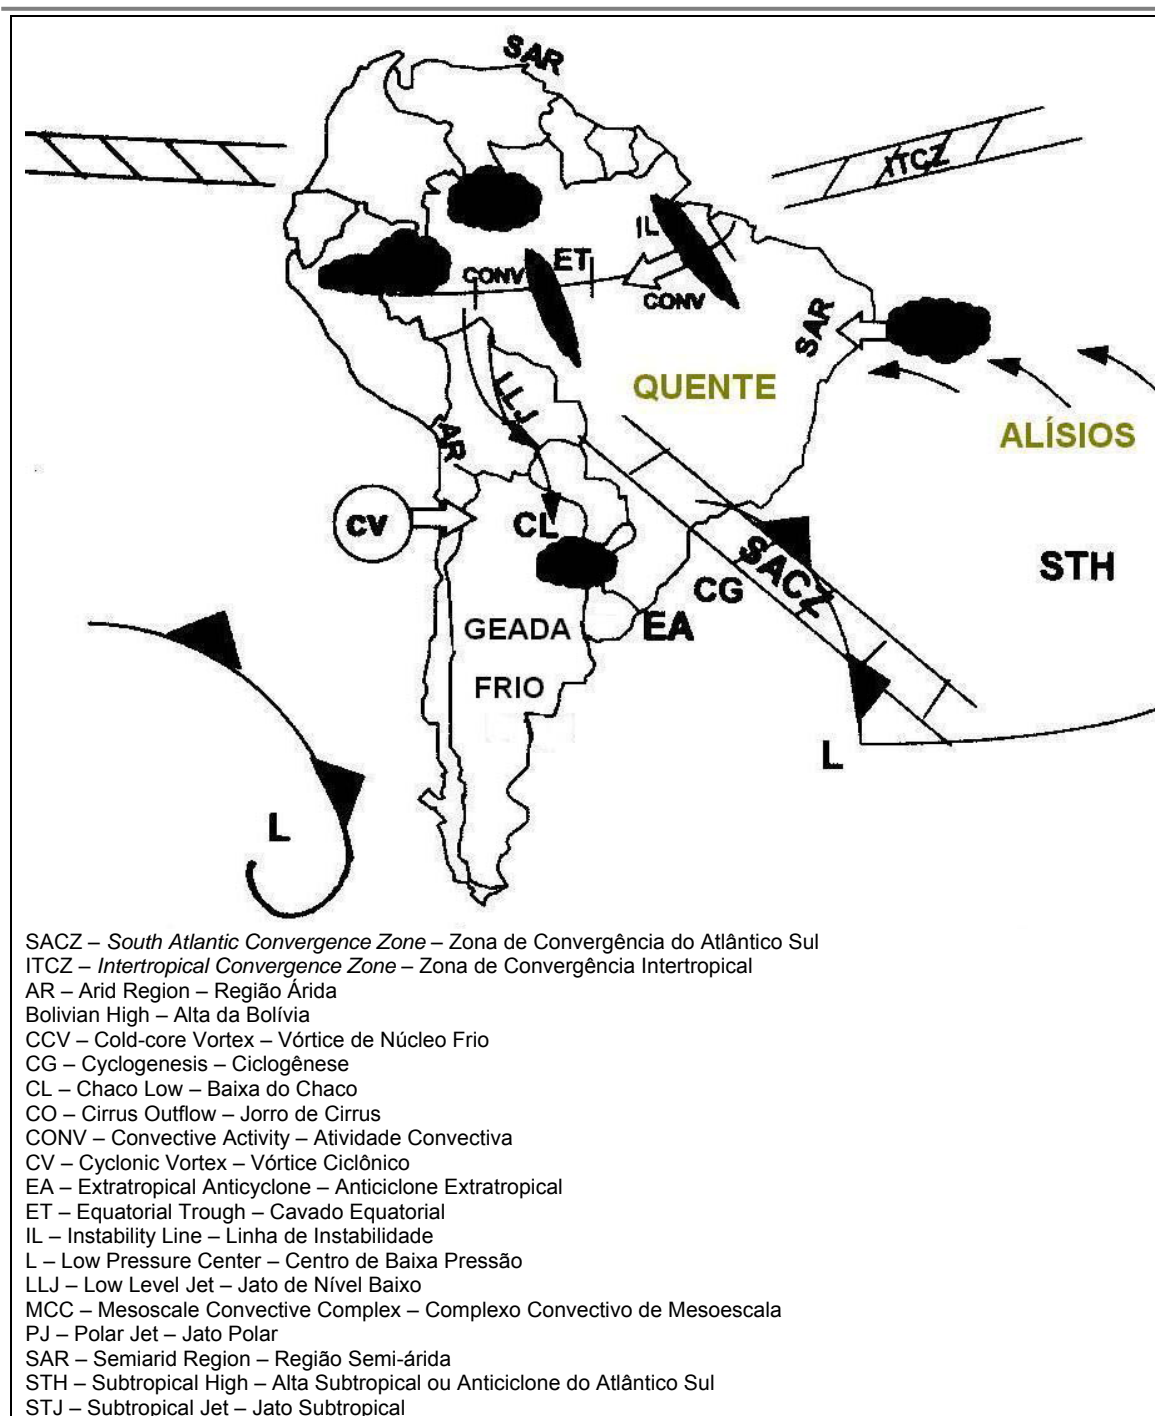 SAR
ITCZ
IL
ET
CONV
CONV
SAR
QUENTE
LLJ
ALÍSIOS
AR
CV
CL
SACZ
STH
CG
GEADA
EA
FRIO
L
L
SACZ – South Atlantic Convergence Zone – Zona de Convergência do Atlântico Sul
ITCZ – Intertropical Convergence Zone – Zona de Convergência Intertropical
AR – Arid Region – Região Árida
Bolivian High – Alta da Bolívia
CCV – Cold-core Vortex – Vórtice de Núcleo Frio
CG – Cyclogenesis – Ciclogênese
CL – Chaco Low – Baixa do Chaco
CO – Cirrus Outflow – Jorro de Cirrus
CONV – Convective Activity – Atividade Convectiva
CV – Cyclonic Vortex – Vórtice Ciclônico
EA – Extratropical Anticyclone – Anticiclone Extratropical
ET – Equatorial Trough – Cavado Equatorial
IL – Instability Line – Linha de Instabilidade
L – Low Pressure Center – Centro de Baixa Pressão
LLJ – Low Level Jet – Jato de Nível Baixo
MCC – Mesoscale Convective Complex – Complexo Convectivo de Mesoescala
PJ – Polar Jet – Jato Polar
SAR – Semiarid Region – Região Semi-árida
STH – Subtropical High – Alta Subtropical ou Anticiclone do Atlântico Sul
STJ – Subtropical Jet – Jato Subtropical